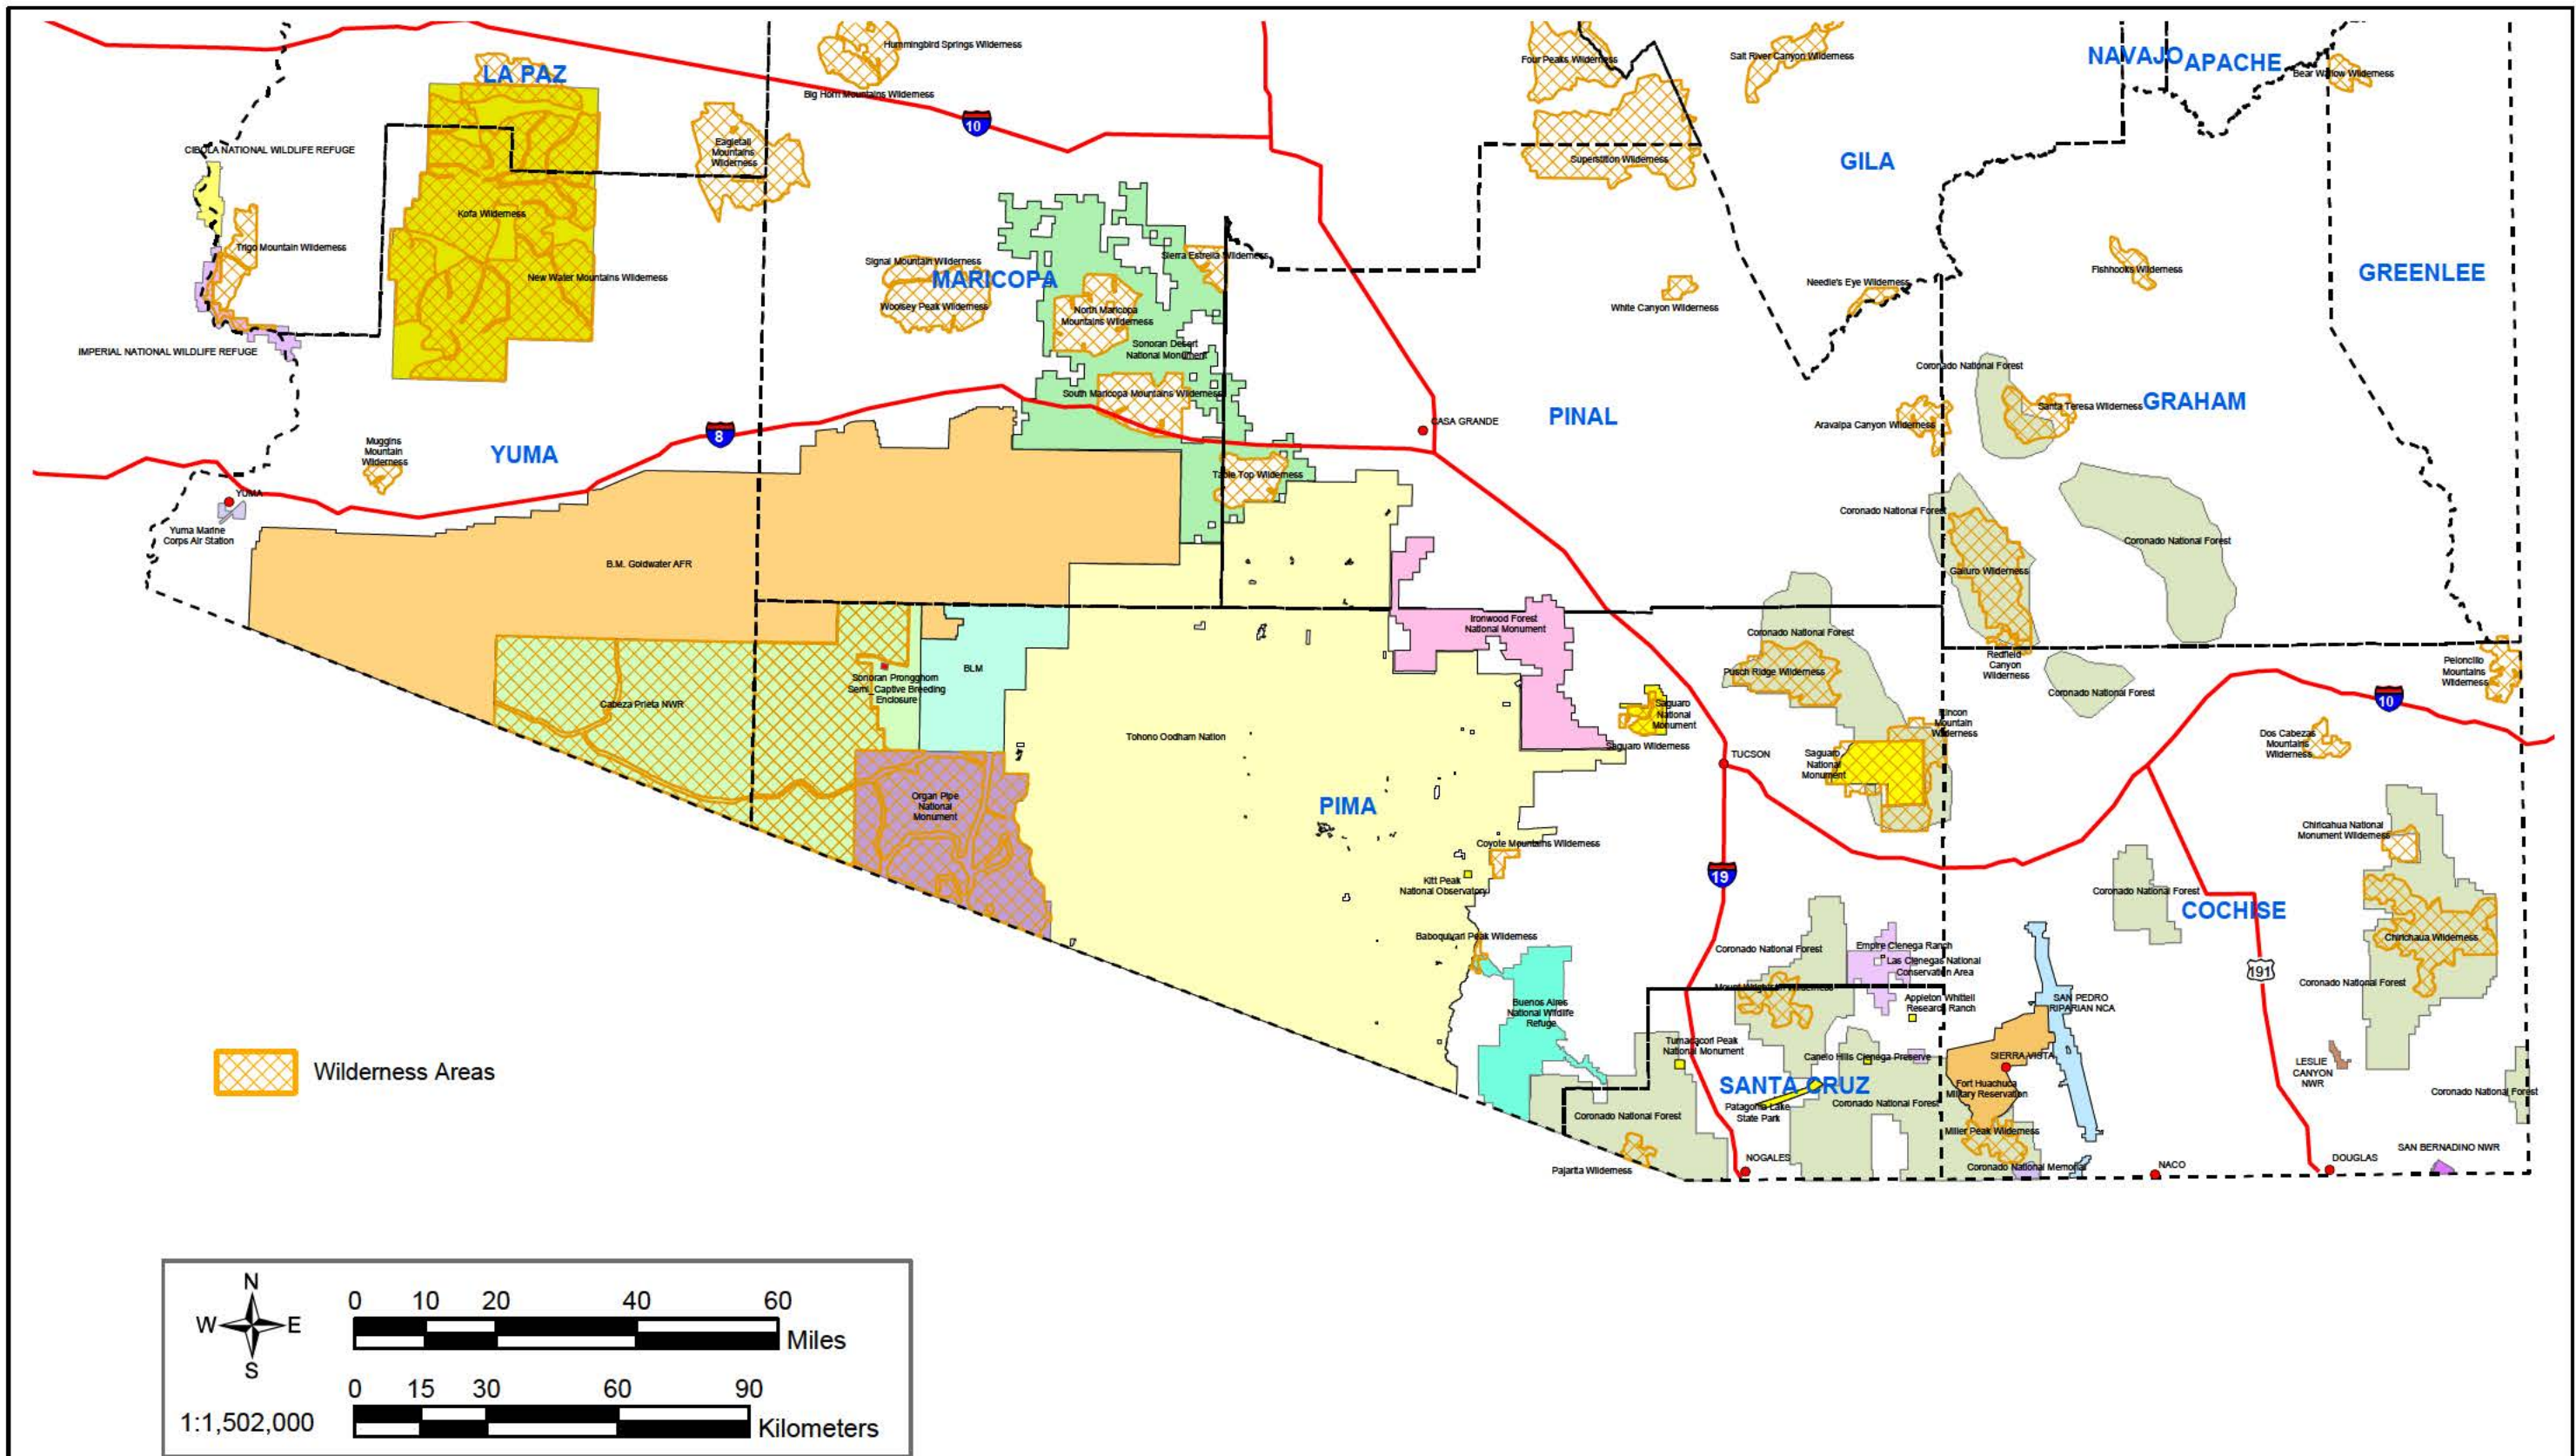 Hummingbird Springs Wilderness
Four Peaks Wilderness
Salt River Canyon Wilderness
NAVAJO
APACHE
LA PAZ
Bear Wallow Wilderness
Big Horn Mountains Wilderness
10
CIBOLA NATIONAL WILDLIFE REFUGE
Eagletail
Mountains
Wilderness
Superstition Wilderness
GILA
Kofa Wilderness
Trigo Mountain Wilderness
Signal Mountain Wilderness
Sierra Estrella Wilderness
Fishhooks Wilderness
GREENLEE
New Water Mountains Wilderness
MARICOPA
Needle's Eye Wilderness
Woolsey Peak Wilderness
North Maricopa
Mountains Wilderness
White Canyon Wilderness
Sonoran Desert
National Monument
IMPERIAL NATIONAL WILDLIFE REFUGE
Coronado National Forest
South Maricopa Mountains Wilderness
Santa Teresa Wilderness
GRAHAM
CASA GRANDE
PINAL
Aravaipa Canyon Wilderness
8
Muggins
Mountain
Wilderness
YUMA
Table Top Wilderness
YUMA
Coronado National Forest
Yuma Marine
Corps Air Station
Coronado National Forest
B.M. Goldwater AFR
Galiuro Wilderness
Ironwood Forest
National Monument
Coronado National Forest
BLM
Redfield
Canyon
Wilderness
Peloncillo
Mountains
Wilderness
Pusch Ridge Wilderness
Sonoran Prongghorn
Semi_Captive Breeding
Enclosure
Coronado National Forest
Cabeza Prieta NWR
Saguaro
National
Monument
10
Rincon
Mountain
Wilderness
Tohono Oodham Nation
Saguaro Wilderness
Dos Cabezas
Mountains
Wilderness
TUCSON
Saguaro
National
Monument
Organ Pipe
National
Monument
PIMA
Chiricahua National
Monument Wilderness
Coyote Mountains Wilderness
19
Kitt Peak
National Observatory
Coronado National Forest
COCHISE
Baboquivari Peak Wilderness
Chirichaua Wilderness
Coronado National Forest
Empire Cienega Ranch
Las Cienegas National
Conservation Area
191
Coronado National Forest
Mount Wrightson Wilderness
Buenos Aires
National Wildlife
Refuge
Appleton Whittell
Research Ranch
SAN PEDRO
RIPARIAN NCA
Tumacacori Peak
National Monument
Canelo Hills Cienega Preserve
SIERRA VISTA
Wilderness Areas
LESLIE
CANYON
NWR
SANTA CRUZ
Fort Huachuca
Military Reservation
Coronado National Forest
Patagonia Lake
State Park
Coronado National Forest
Coronado National Forest
Miller Peak Wilderness
SAN BERNADINO NWR
Pajarita Wilderness
NOGALES
Coronado National Memorial
NACO
DOUGLAS
N
W E
S
0 10 20 40 60
Miles
0 15 30 60 90
Kilometers
1:1,502,000